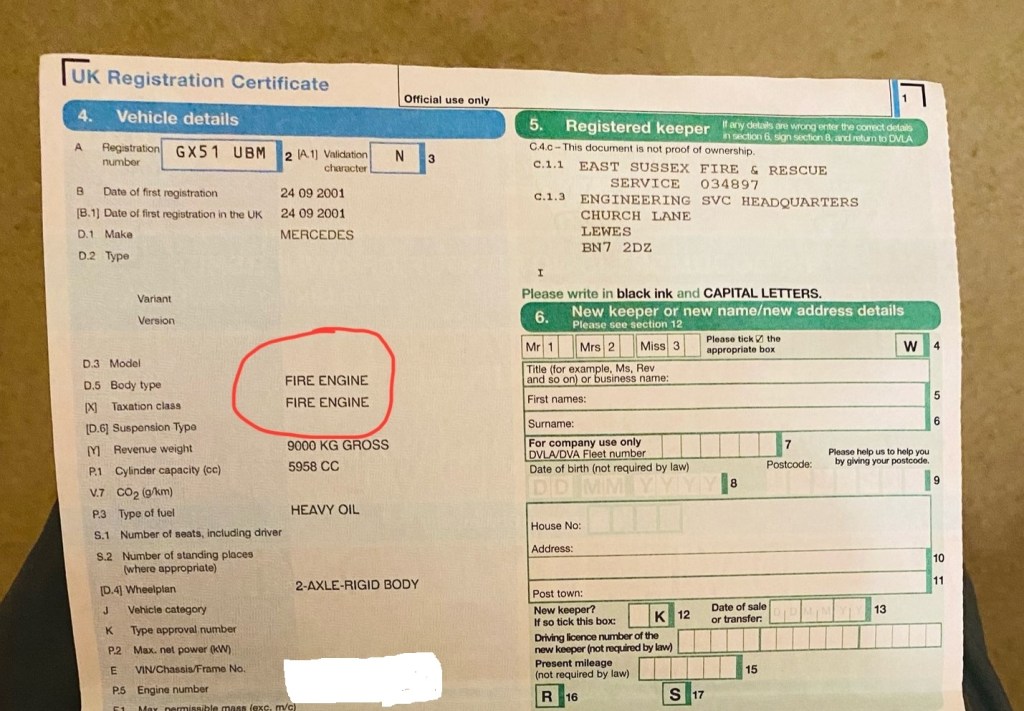 UK Registration Certificate
Official use only
1
4. Vehicle details
A Registration number GX51 UBM 2 [A.1] Validation character N 3
B Date of first registration 24 09 2001
[B.1] Date of first registration in the UK 24 09 2001
D.1 Make MERCEDES
D.2 Type
Variant
Version
D.3 Model
D.5 Body type FIRE ENGINE
[X] Taxation class FIRE ENGINE
[D.6] Suspension Type
[Y] Revenue weight 9000 KG GROSS
P.1 Cylinder capacity (cc) 5958 CC
V.7 CO2 (g/km)
P.3 Type of fuel HEAVY OIL
S.1 Number of seats, including driver
S.2 Number of standing places
(where appropriate)
[D.4] Wheelplan 2-AXLE-RIGID BODY
J Vehicle category
K Type approval number
P.2 Max. net power (kW)
E VIN/Chassis/Frame No.
P.5 Engine number
F.1 May permissible mass (exc. m/c)
5. Registered keeper
If any details are wrong enter the correct details
in section 6, sign section 8, and return to DVLA
C.4.c – This document is not proof of ownership.
C.1.1 EAST SUSSEX FIRE & RESCUE
SERVICE 034897
C.1.3 ENGINEERING SVC HEADQUARTERS
CHURCH LANE
LEWES
BN7 2DZ
I
Please write in black ink and CAPITAL LETTERS.
6. New keeper or new name/new address details
Please see section 12
Mr 1 Mrs 2 Miss 3 Please tick ☑ the
appropriate box W 4
Title (for example, Ms, Rev
and so on) or business name:
First names: 5
Surname: 6
For company use only
DVLA/DVA Fleet number 7
Date of birth (not required by law) Postcode: Please help us to help you
by giving your postcode.
D D M M Y Y Y Y 8 9
House No:
Address:
10
11
Post town:
New keeper?
If so tick this box: K 12 Date of sale
or transfer: D D M M Y Y 13
Driving licence number of the
new keeper (not required by law)
Present mileage
(not required by law) 15
R 16 S 17